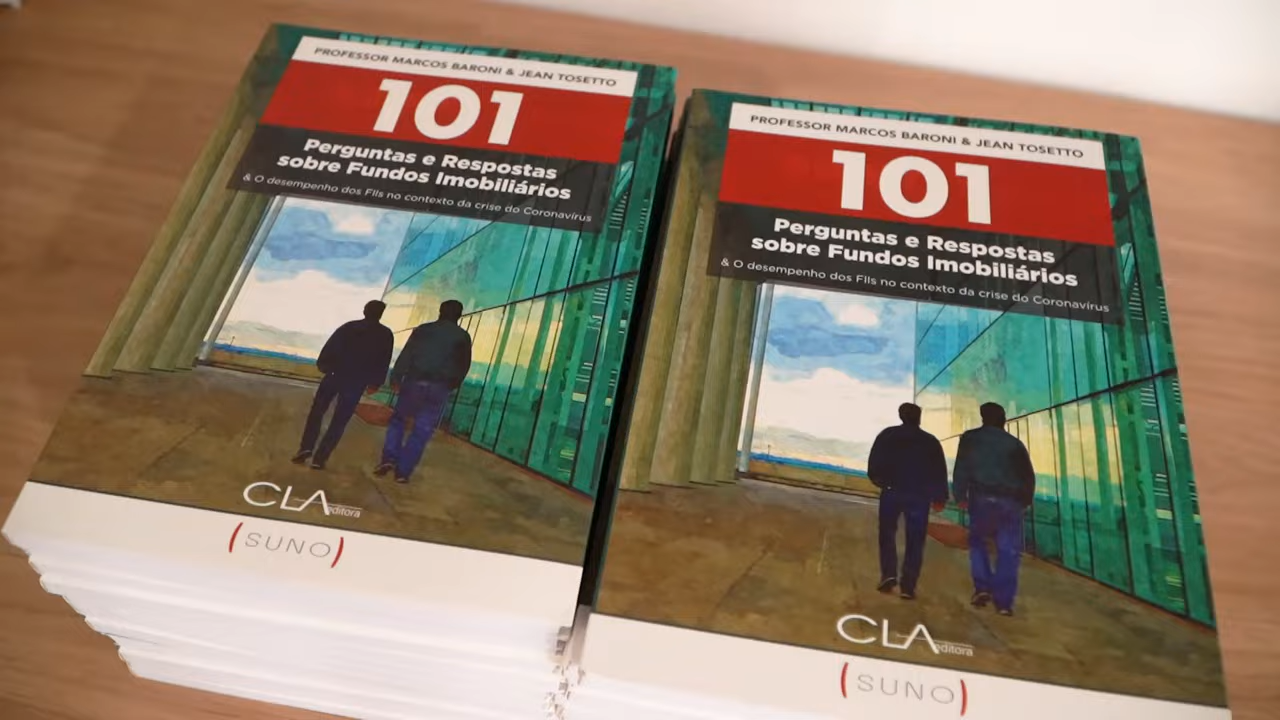 PROFESSOR MARCOS BARONI & JEAN TOSETTO
101
Perguntas e Respostas
sobre Fundos Imobiliários
& O desempenho dos FIIs no contexto da crise do Coronavírus
CLA
editora
(SUNO)
PROFESSOR MARCOS BARONI & JEAN TOSETTO
101
Perguntas e Respostas
sobre Fundos Imobiliários
& O desempenho dos FIIs no contexto da crise do Coronavírus
CLA
editora
(SUNO)